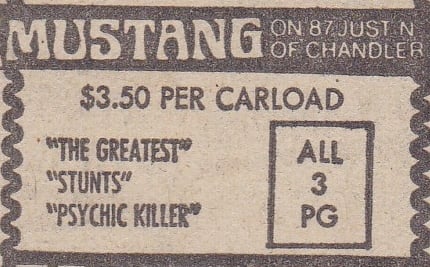 MUSTANG ON 87 JUST N
OF CHANDLER
$3.50 PER CARLOAD
"THE GREATEST"
"STUNTS"
"PSYCHIC KILLER"
ALL
3
PG